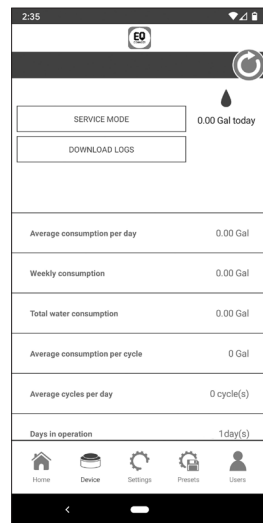 2:35
EQ
SERVICE MODE
0.00 Gal today
DOWNLOAD LOGS
Average consumption per day 0.00 Gal
Weekly consumption 0.00 Gal
Total water consumption 0.00 Gal
Average consumption per cycle 0 Gal
Average cycles per day 0 cycle(s)
Days in operation 1day(s)
Home Device Settings Presets Users